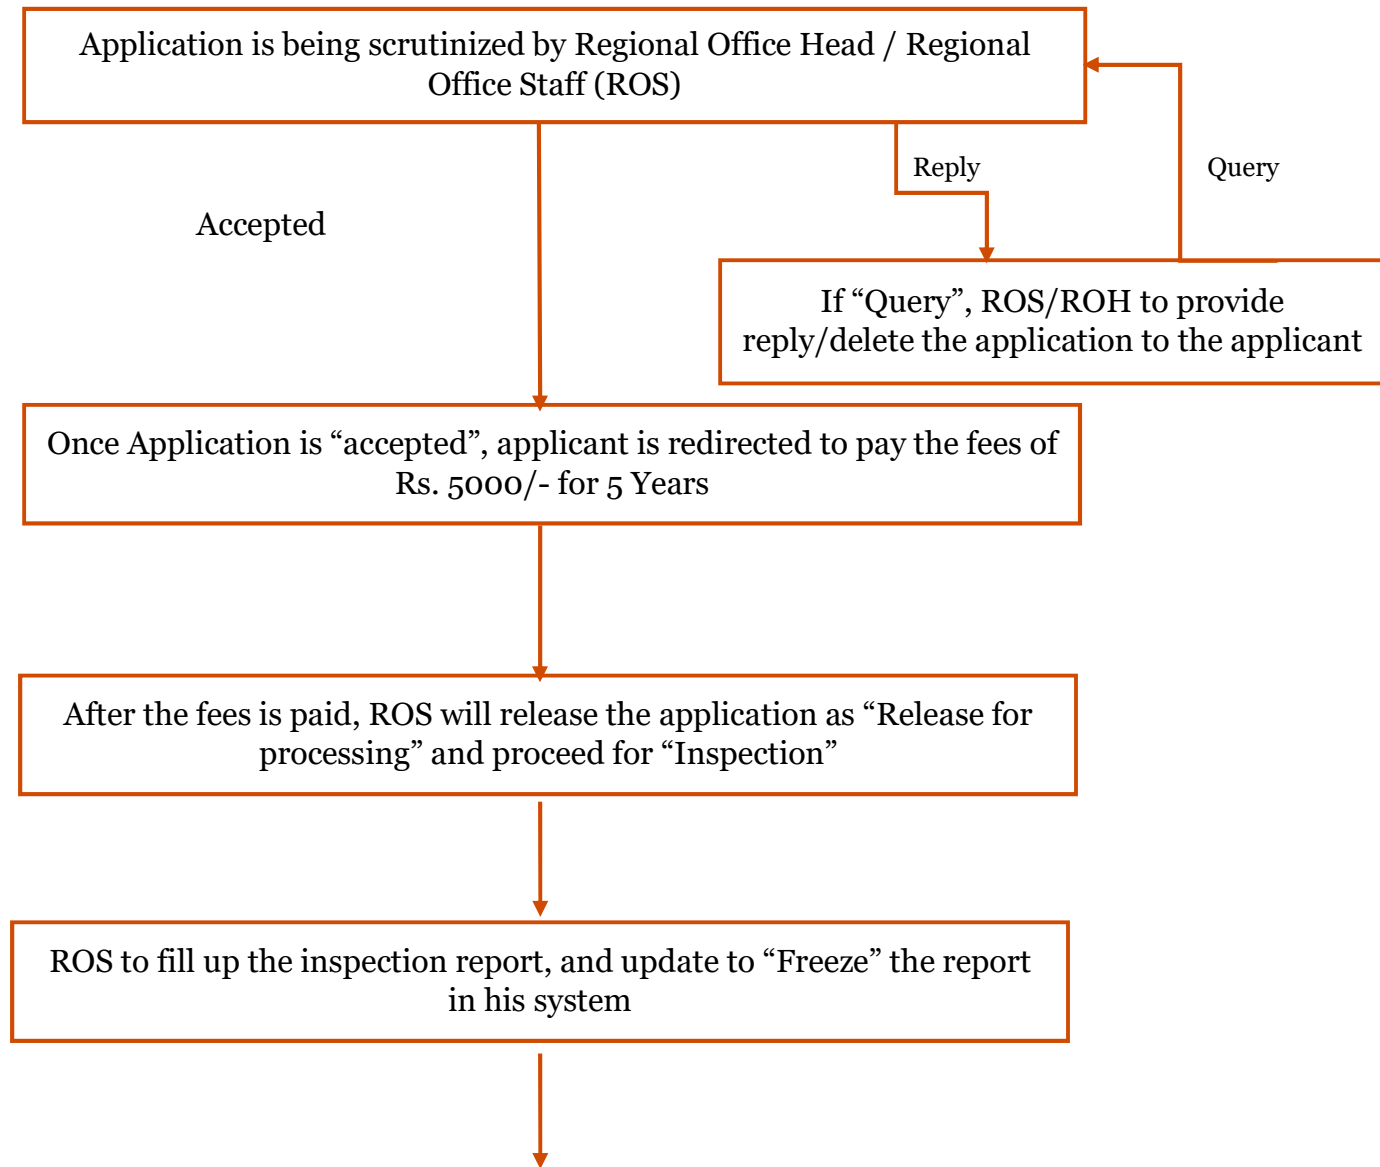 Application is being scrutinized by Regional Office Head / Regional
Office Staff (ROS)
Reply
Query
Accepted
If “Query”, ROS/ROH to provide
reply/delete the application to the applicant
Once Application is “accepted”, applicant is redirected to pay the fees of
Rs. 5000/- for 5 Years
After the fees is paid, ROS will release the application as “Release for
processing” and proceed for “Inspection”
ROS to fill up the inspection report, and update to “Freeze” the report
in his system